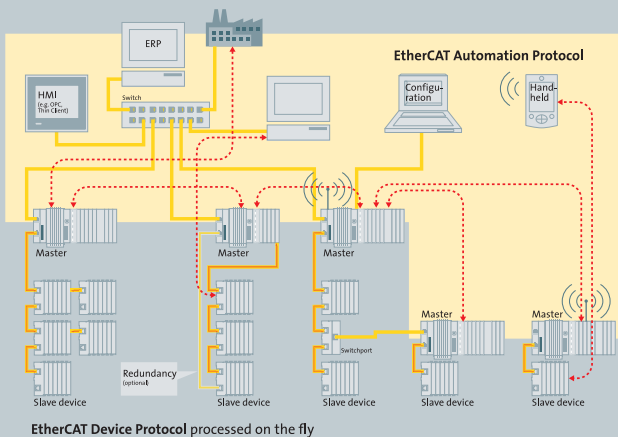 ERP
EtherCAT Automation Protocol
HMI
(e.g. OPC,
Thin Client)
Switch
Configu-
ration
Hand-
held
Master
Master
Master
Master
Master
Switchport
Redundancy
(optional)
Slave device
Slave device
Slave device
Slave device
Slave device
EtherCAT Device Protocol processed on the fly